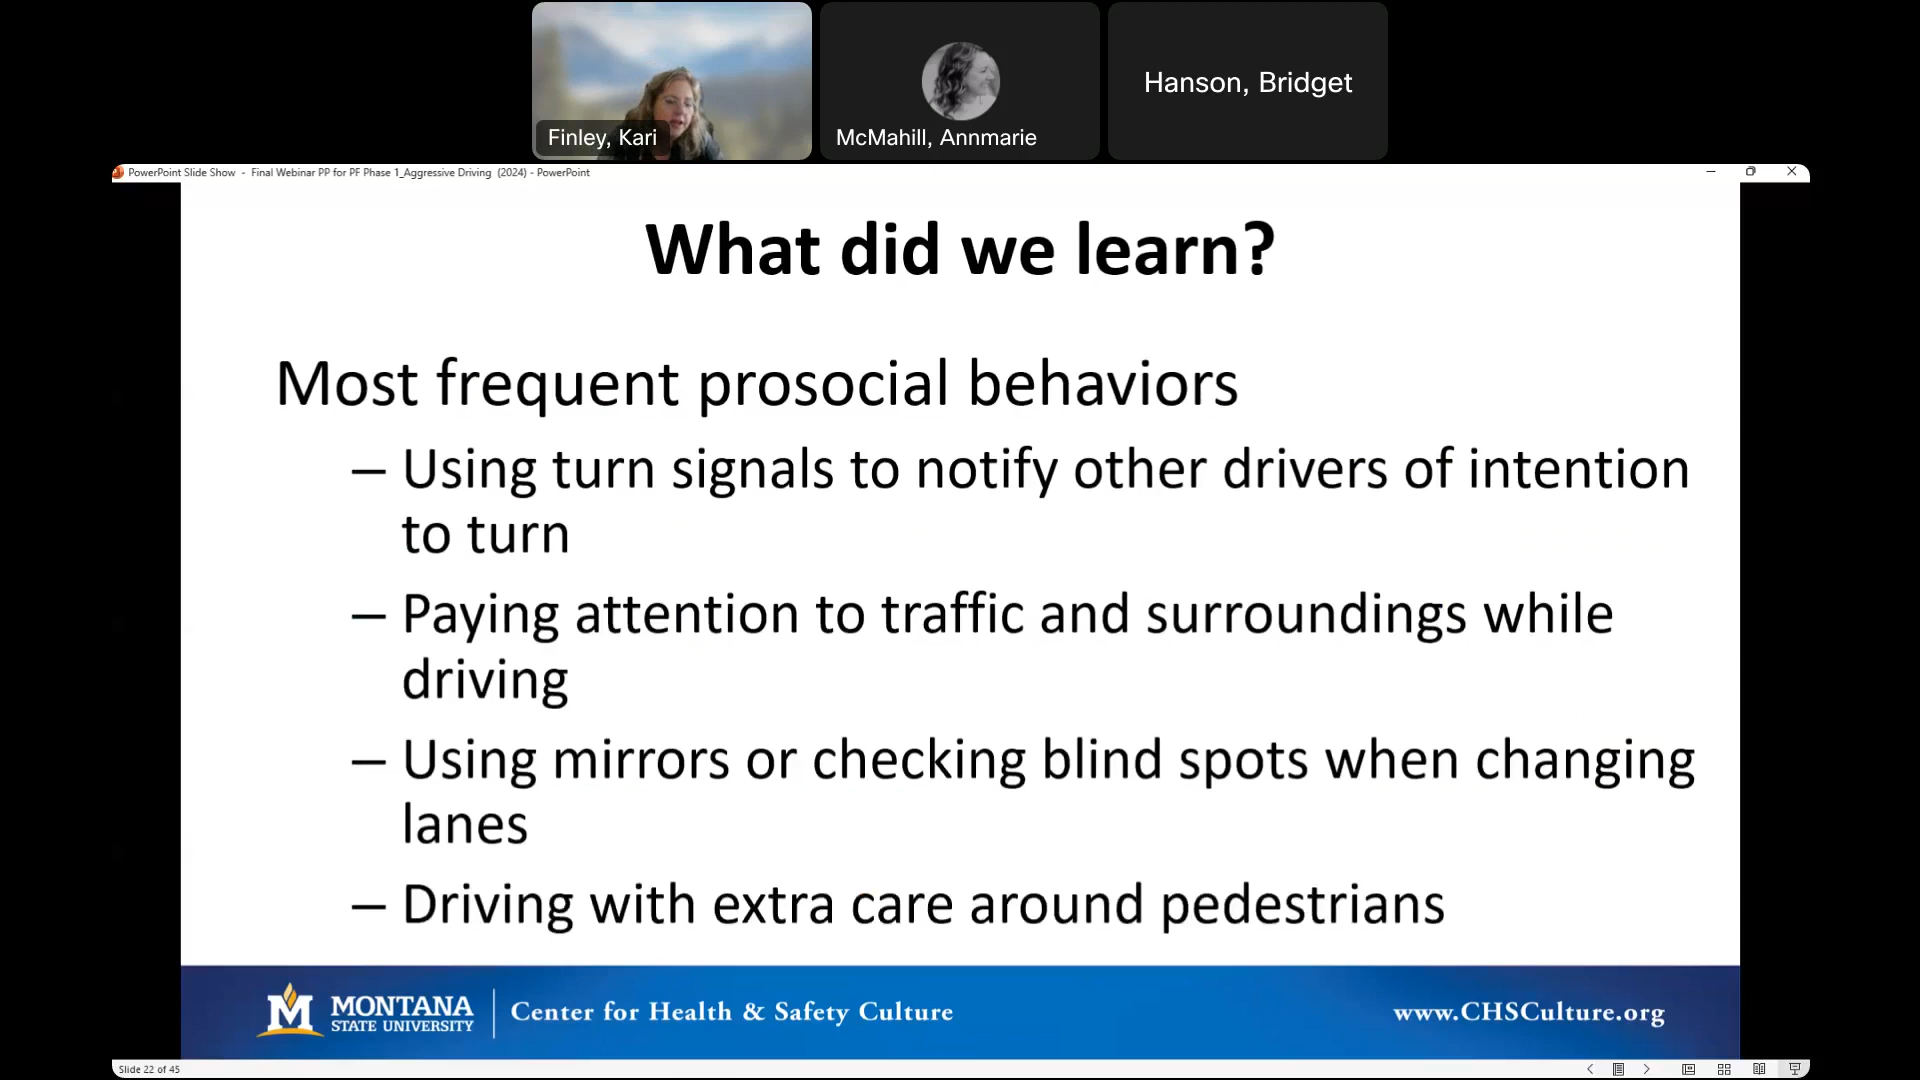 Finley, Kari
McMahill, Annmarie
Hanson, Bridget
PowerPoint Slide Show - Final Webinar PP for PF Phase 1_Aggressive Driving (2024) - PowerPoint
What did we learn?
Most frequent prosocial behaviors
– Using turn signals to notify other drivers of intention
to turn
– Paying attention to traffic and surroundings while
driving
– Using mirrors or checking blind spots when changing
lanes
– Driving with extra care around pedestrians
M MONTANA
STATE UNIVERSITY
Center for Health & Safety Culture
www.CHSCulture.org
Slide 22 of 45